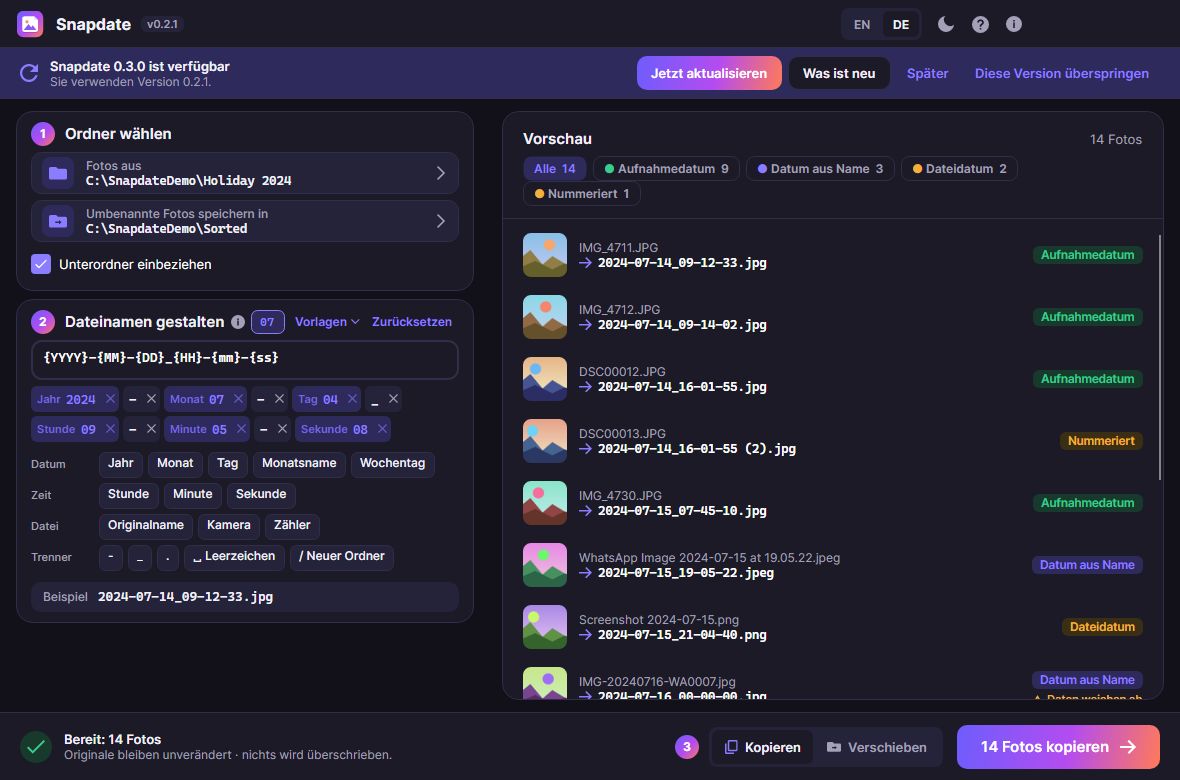 Snapdate v0.2.1
EN DE
Snapdate 0.3.0 ist verfügbar
Sie verwenden Version 0.2.1.
Jetzt aktualisieren Was ist neu Später Diese Version überspringen
1 Ordner wählen
Fotos aus
C:\SnapdateDemo\Holiday 2024
Umbenannte Fotos speichern in
C:\SnapdateDemo\Sorted
Unterordner einbeziehen
2 Dateinamen gestalten 07 Vorlagen Zurücksetzen
{YYYY}-{MM}-{DD}_{HH}-{mm}-{ss}
Jahr 2024 × - × Monat 07 × - × Tag 04 × _ ×
Stunde 09 × - × Minute 05 × - × Sekunde 08 ×
Datum Jahr Monat Tag Monatsname Wochentag
Zeit Stunde Minute Sekunde
Datei Originalname Kamera Zähler
Trenner - _ . ␣ Leerzeichen / Neuer Ordner
Beispiel 2024-07-14_09-12-33.jpg
Vorschau 14 Fotos
Alle 14 Aufnahmedatum 9 Datum aus Name 3 Dateidatum 2
Nummeriert 1
IMG_4711.JPG
→ 2024-07-14_09-12-33.jpg Aufnahmedatum
IMG_4712.JPG
→ 2024-07-14_09-14-02.jpg Aufnahmedatum
DSC00012.JPG
→ 2024-07-14_16-01-55.jpg Aufnahmedatum
DSC00013.JPG
→ 2024-07-14_16-01-55 (2).jpg Nummeriert
IMG_4730.JPG
→ 2024-07-15_07-45-10.jpg Aufnahmedatum
WhatsApp Image 2024-07-15 at 19.05.22.jpeg
→ 2024-07-15_19-05-22.jpeg Datum aus Name
Screenshot 2024-07-15.png
→ 2024-07-15_21-04-40.png Dateidatum
IMG-20240716-WA0007.jpg Datum aus Name
→ 2024-07-16_00-00-00.jpg Daten weichen ab
Bereit: 14 Fotos
Originale bleiben unverändert · nichts wird überschrieben.
3 Kopieren Verschieben 14 Fotos kopieren →